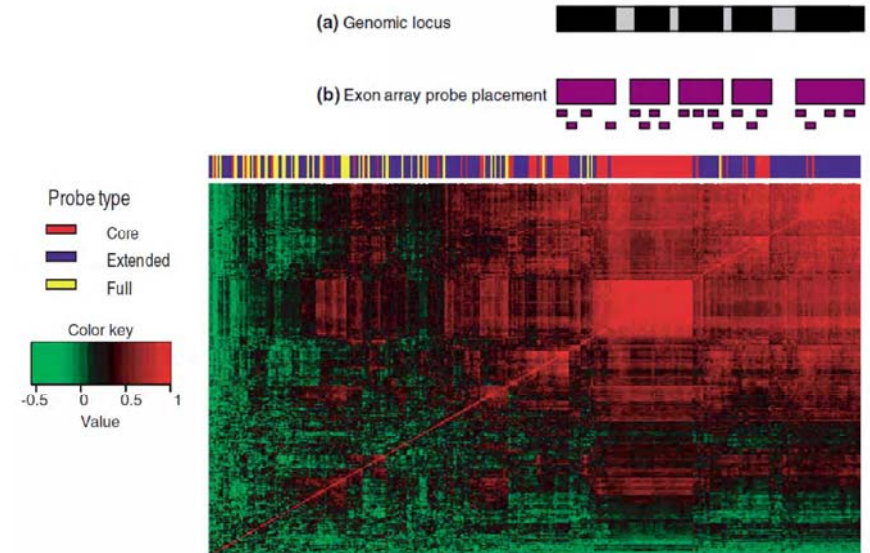 (a) Genomic locus
(b) Exon array probe placement
Probe type
Core
Extended
Full
Color key
-0.5 0 0.5 1
Value